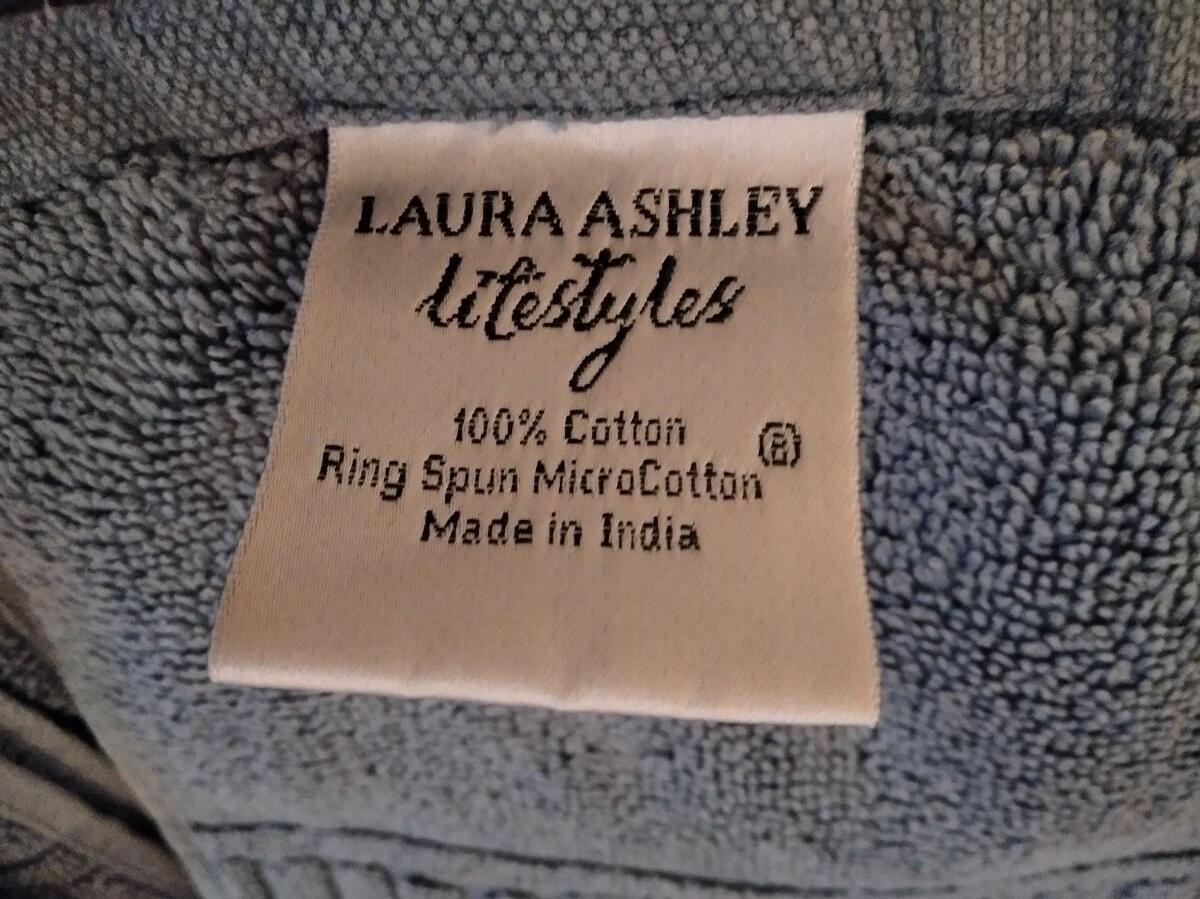 LAURA ASHLEY
lifestyles
100% Cotton
Ring Spun MicroCotton®
Made in India